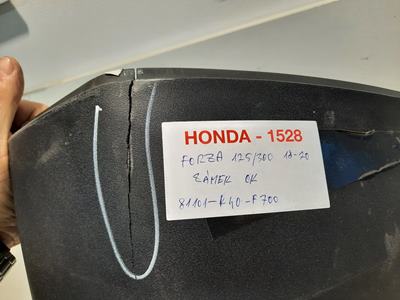 HONDA - 1528
FORZA 125/300 18-20
ZÁMEK OK
81101-K40-F700